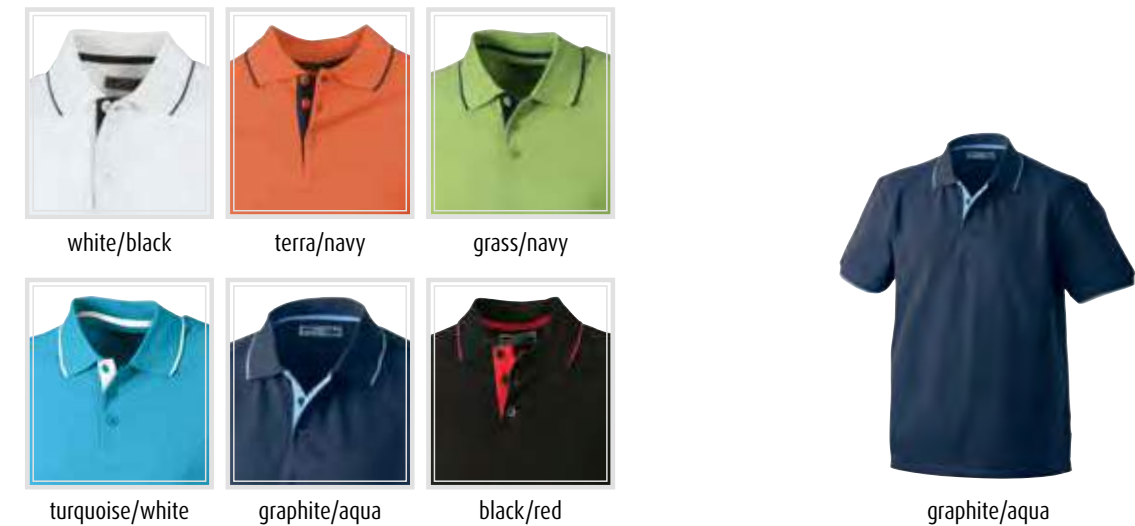 white/black
terra/navy
grass/navy
turquoise/white
graphite/aqua
black/red
graphite/aqua